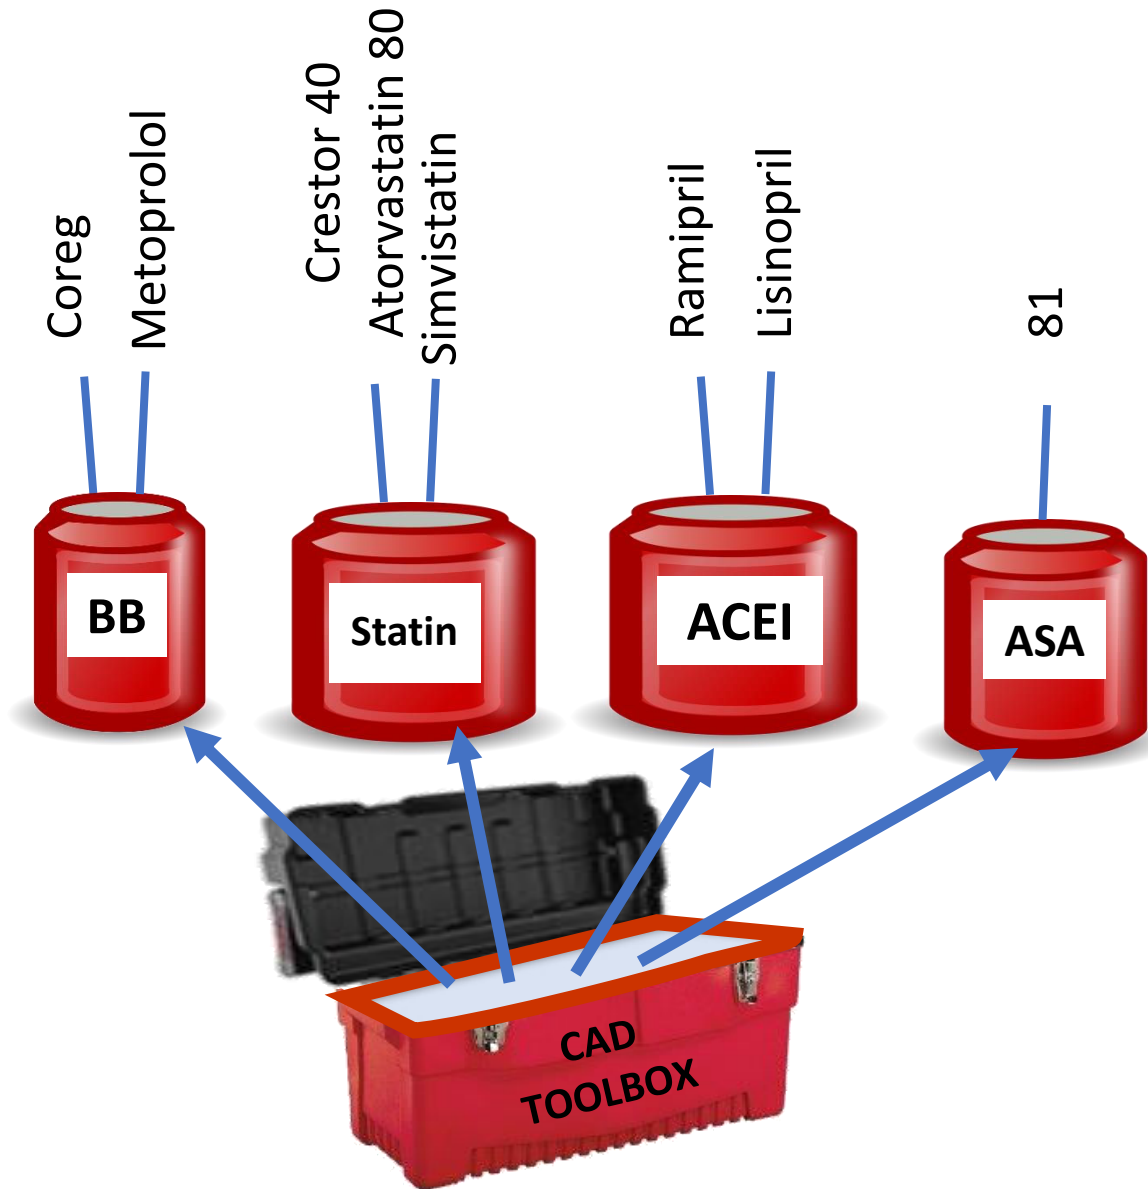 Coreg
Metoprolol
Crestor 40
Atorvastatin 80
Simvistatin
Ramipril
Lisinopril
81
BB
Statin
ACEI
ASA
CAD
TOOLBOX